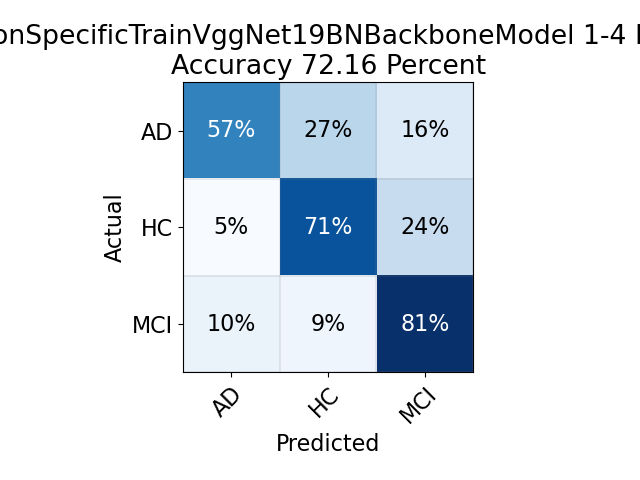 onSpecificTrainVggNet19BNBackboneModel 1-4
Accuracy 72.16 Percent
AD 57% 27% 16%
HC 5% 71% 24%
MCI 10% 9% 81%
Actual
AD HC MCI
Predicted